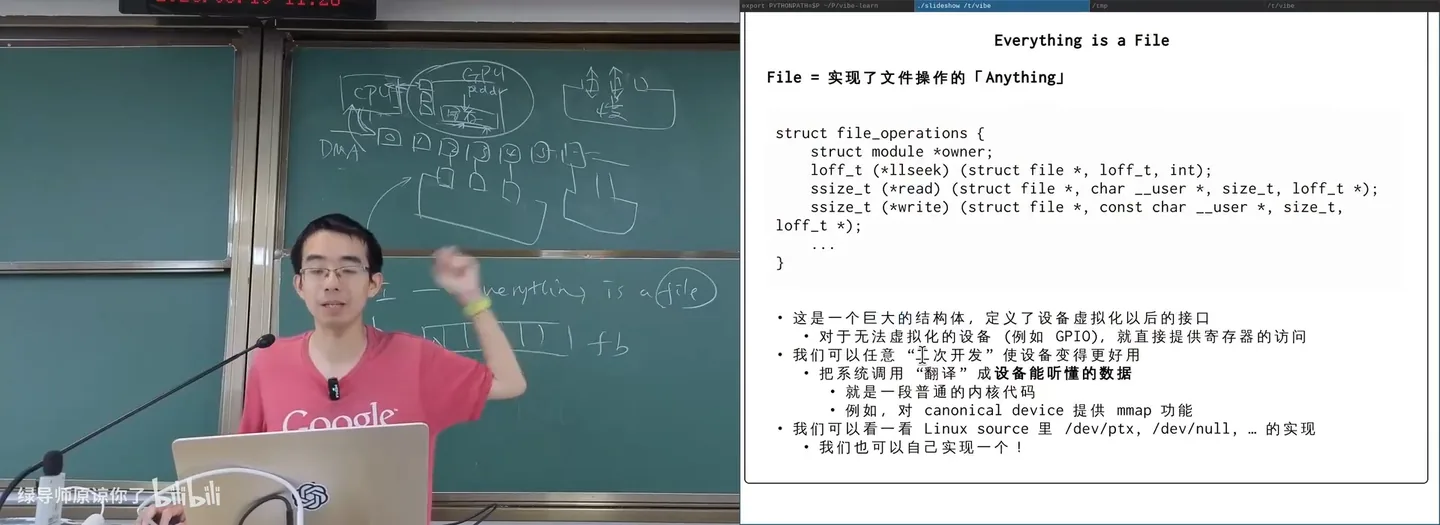 export PYTHONPATH=$P ~/P/vibe-learn
./slideshow /t/vibe
/tmp
/t/vibe
CPU
GPU
DMA
everything is a file
fb
Google
绿导师原谅你了 bilibili
Everything is a File
File = 实现了文件操作的「Anything」
struct file_operations {
struct module *owner;
loff_t (*llseek) (struct file *, loff_t, int);
ssize_t (*read) (struct file *, char __user *, size_t, loff_t *);
ssize_t (*write) (struct file *, const char __user *, size_t,
loff_t *);
...
}
• 这是一个巨大的结构体，定义了设备虚拟化以后的接口
• 对于无法虚拟化的设备 (例如 GPIO)，就直接提供寄存器的访问
• 我们可以任意 “二次开发” 使设备变得更好用
• 把系统调用 “翻译” 成设备能听懂的数据
• 就是一段普通的内核代码
• 例如，对 canonical device 提供 mmap 功能
• 我们可以看一看 Linux source 里 /dev/ptx, /dev/null, … 的实现
• 我们也可以自己实现一个！